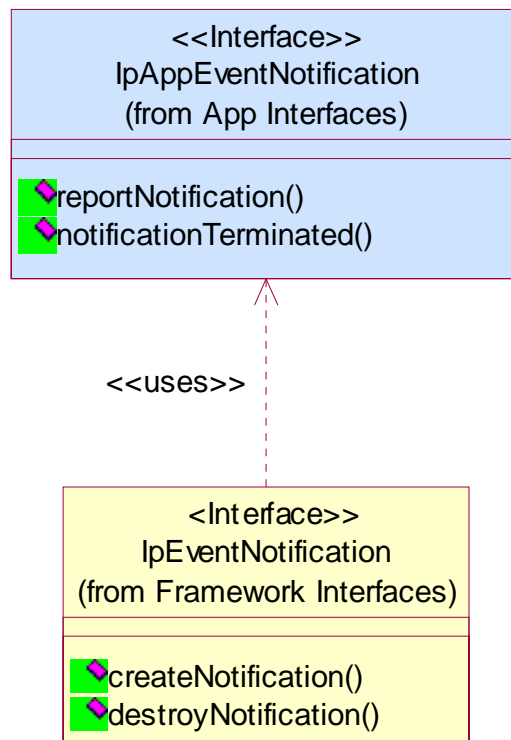 <<Interface>>
IpAppEventNotification
(from App Interfaces)
reportNotification()
notificationTerminated()
<<uses>>
<Interface>>
IpEventNotification
(from Framework Interfaces)
createNotification()
destroyNotification()